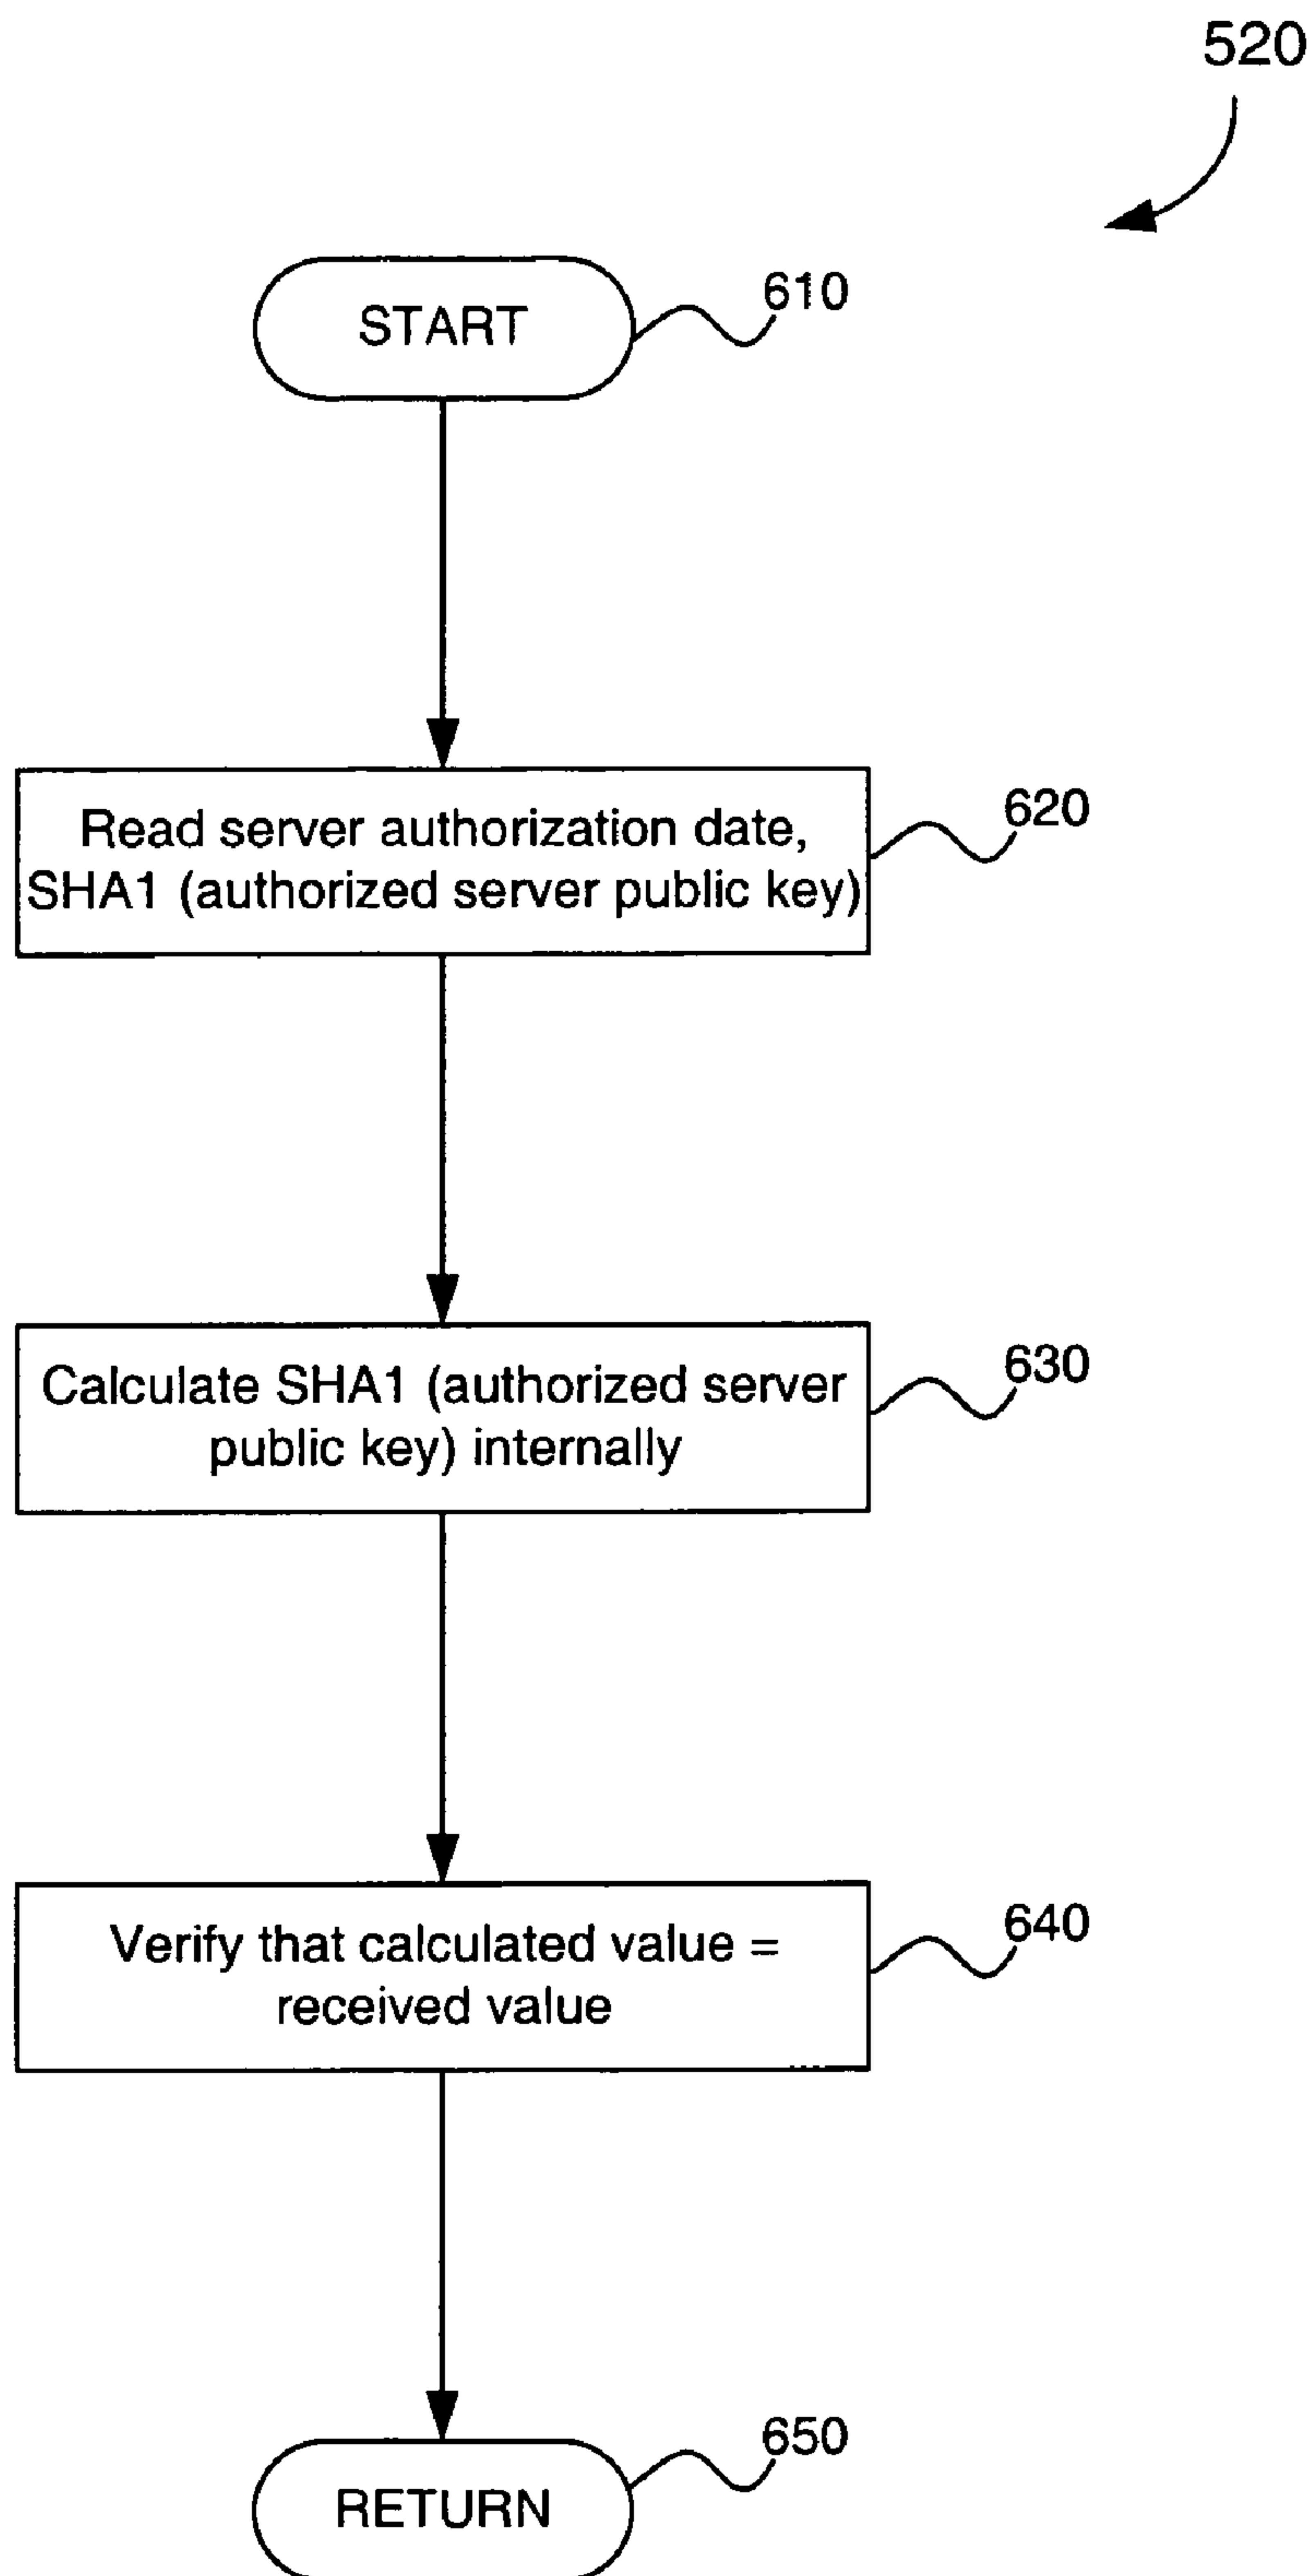 520
START
610
Read server authorization date,
SHA1 (authorized server public key)
620
Calculate SHA1 (authorized server
public key) internally
630
Verify that calculated value =
received value
640
RETURN
650